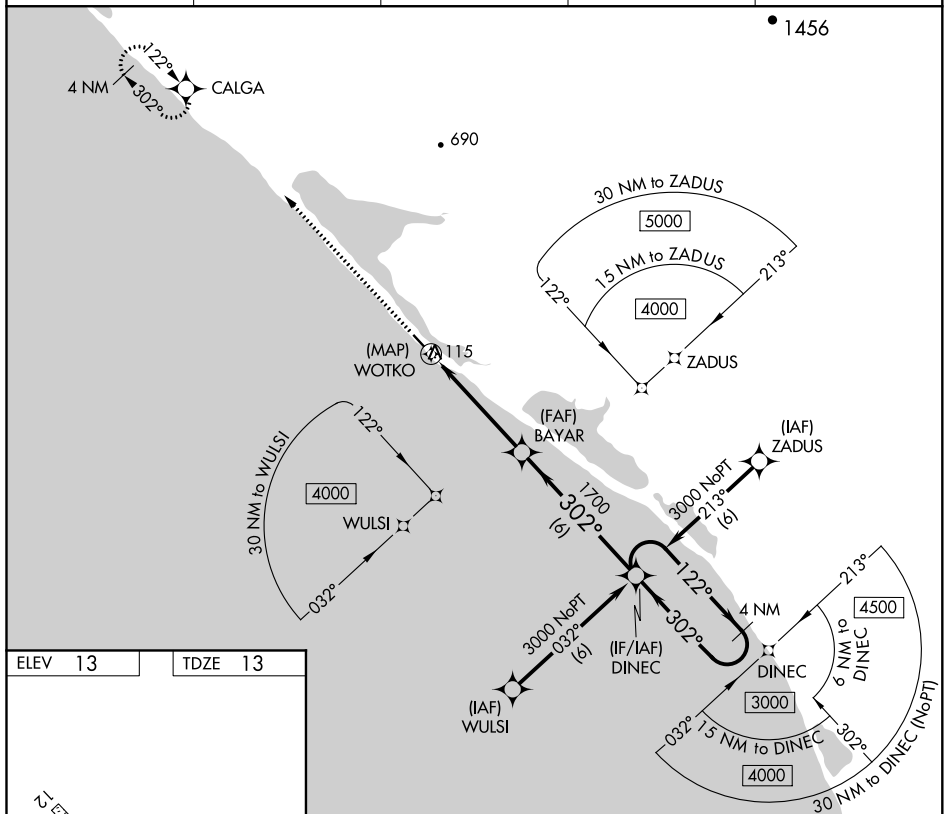 1456
122°
4 NM
302°
CALGA
690
30 NM to ZADUS
5000
15 NM to ZADUS
4000
122°
213°
ZADUS
(MAP)
WOTKO
115
(FAF)
BAYAR
(IAF)
ZADUS
30 NM to WULSI
122°
4000
WULSI
032°
1700
302°
(6)
3000 NoPT
213°
(6)
122°
302°
4 NM
3000 NoPT
032°
(6)
(IF/IAF)
DINEC
(IAF)
WULSI
213°
4500
6 NM to
DINEC
DINEC
3000
032°
302°
15 NM to DINEC
4000
30 NM to DINEC (NoPT)
ELEV 13
TDZE 13
12